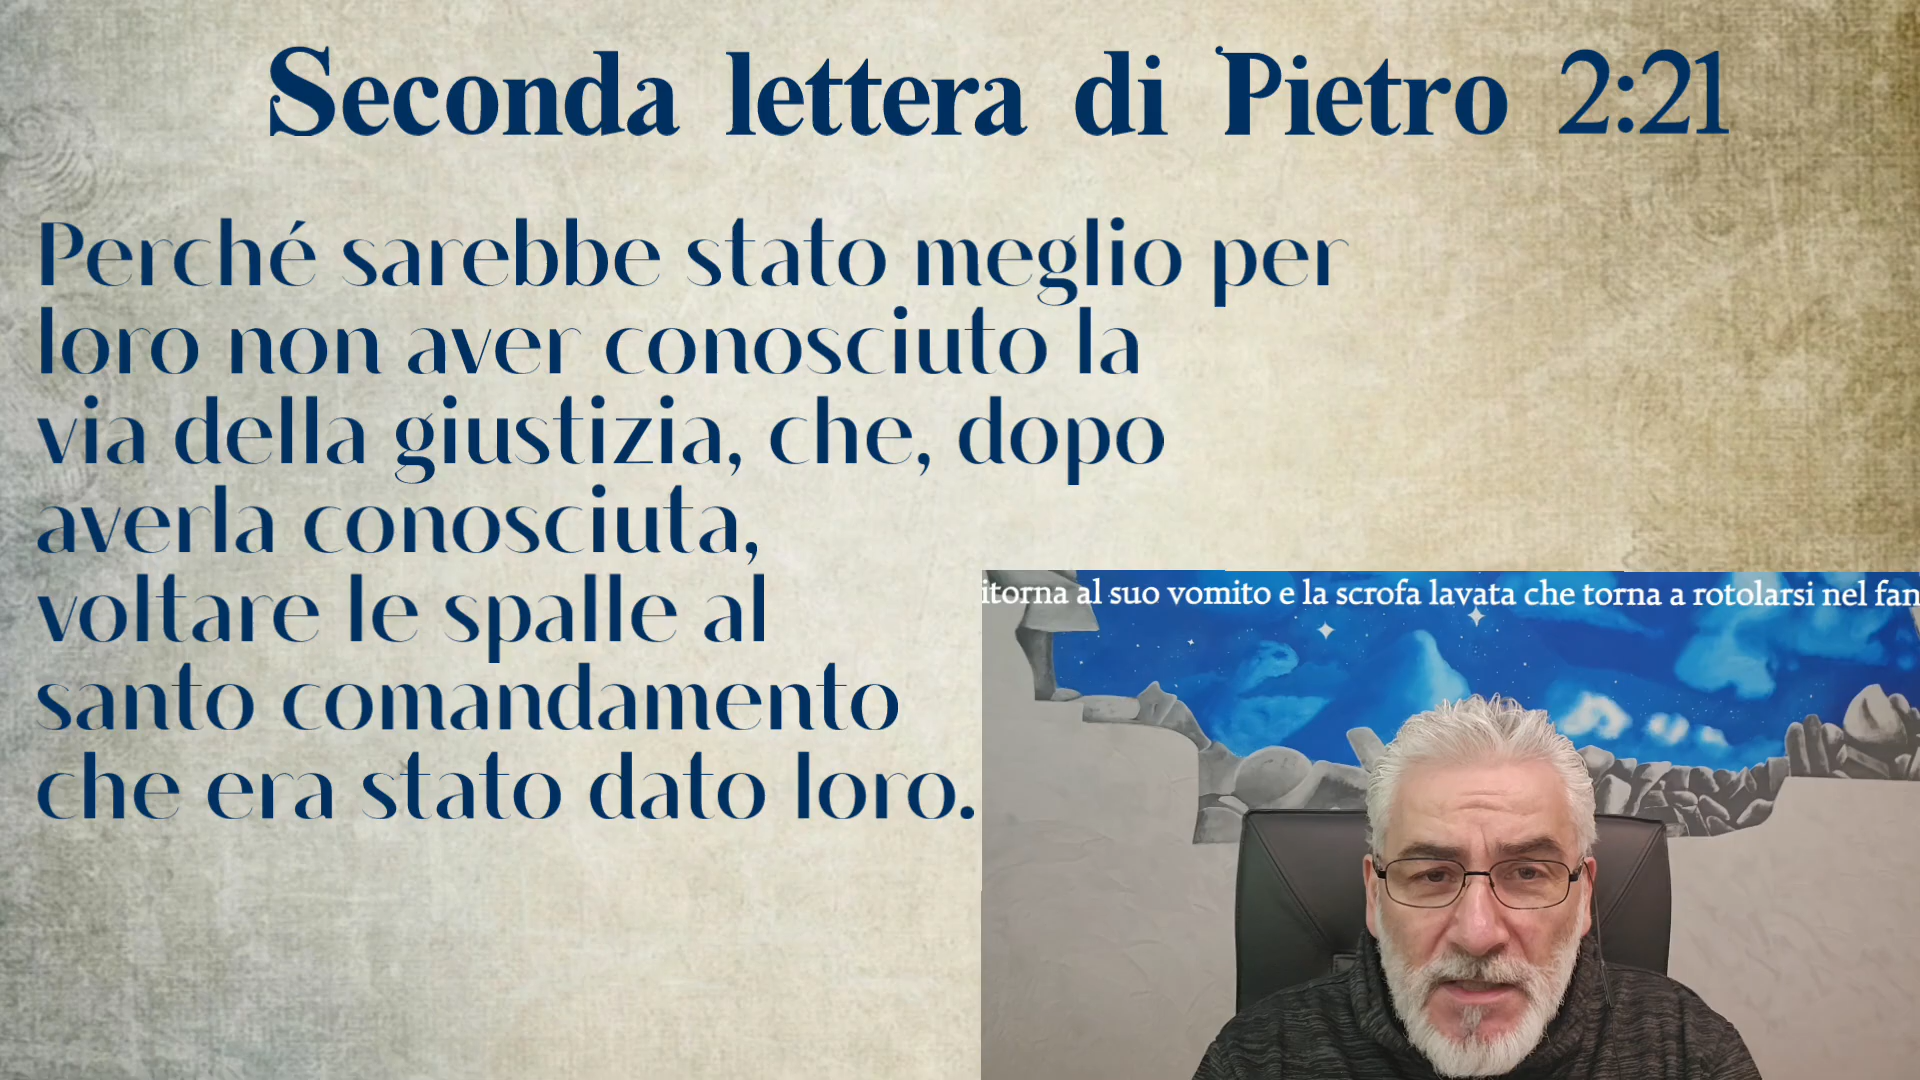 Seconda lettera di Pietro 2:21
Perché sarebbe stato meglio per
loro non aver conosciuto la
via della giustizia, che, dopo
averla conosciuta,
voltare le spalle al
santo comandamento
che era stato dato loro.
itorna al suo vomito e la scrofa lavata che torna a rotolarsi nel fan